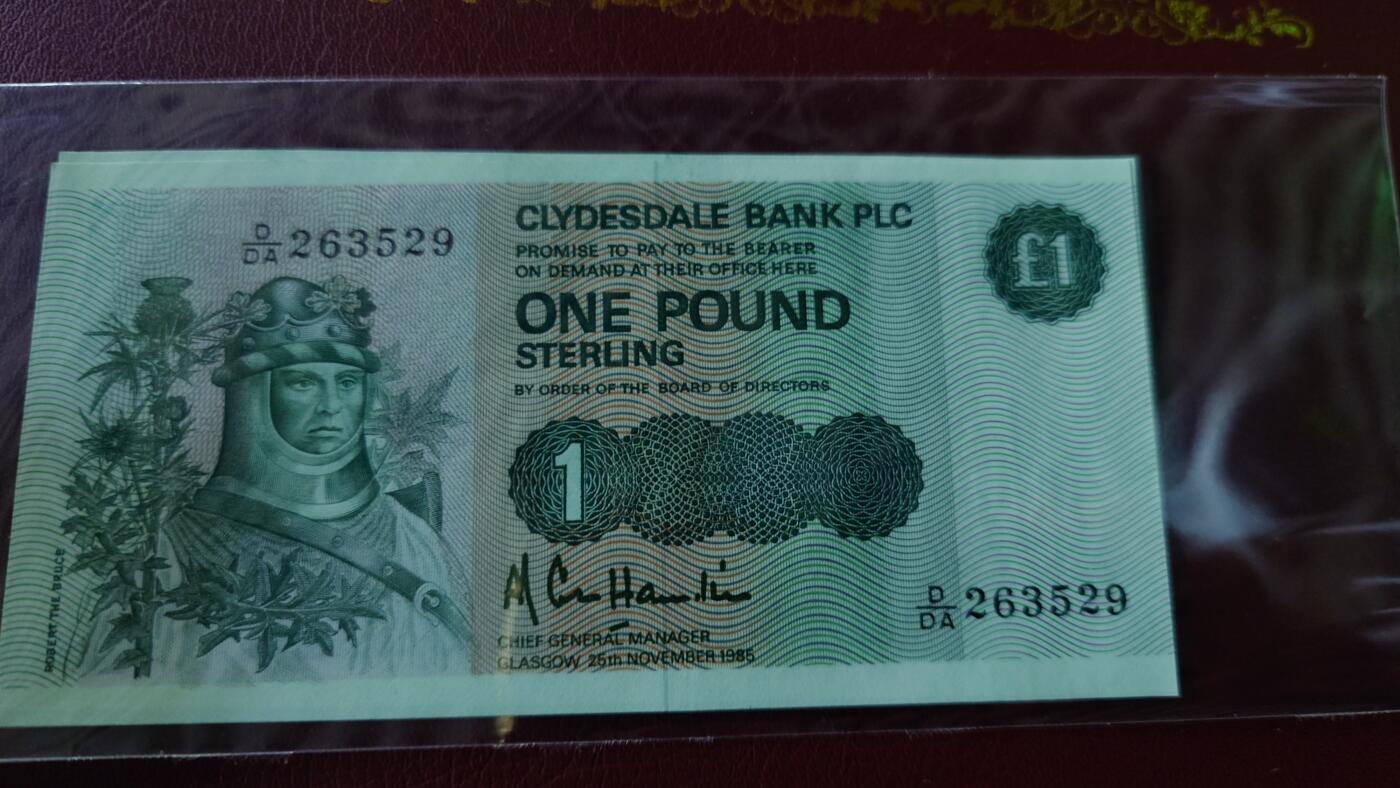 D/DA 263529
CLYDESDALE BANK PLC
PROMISE TO PAY TO THE BEARER
ON DEMAND AT THEIR OFFICE HERE
ONE POUND
STERLING
BY ORDER OF THE BOARD OF DIRECTORS
£1
1
CHIEF GENERAL MANAGER
GLASGOW, 25th NOVEMBER 1985
D/DA 263529
ROBERT THE BRUCE